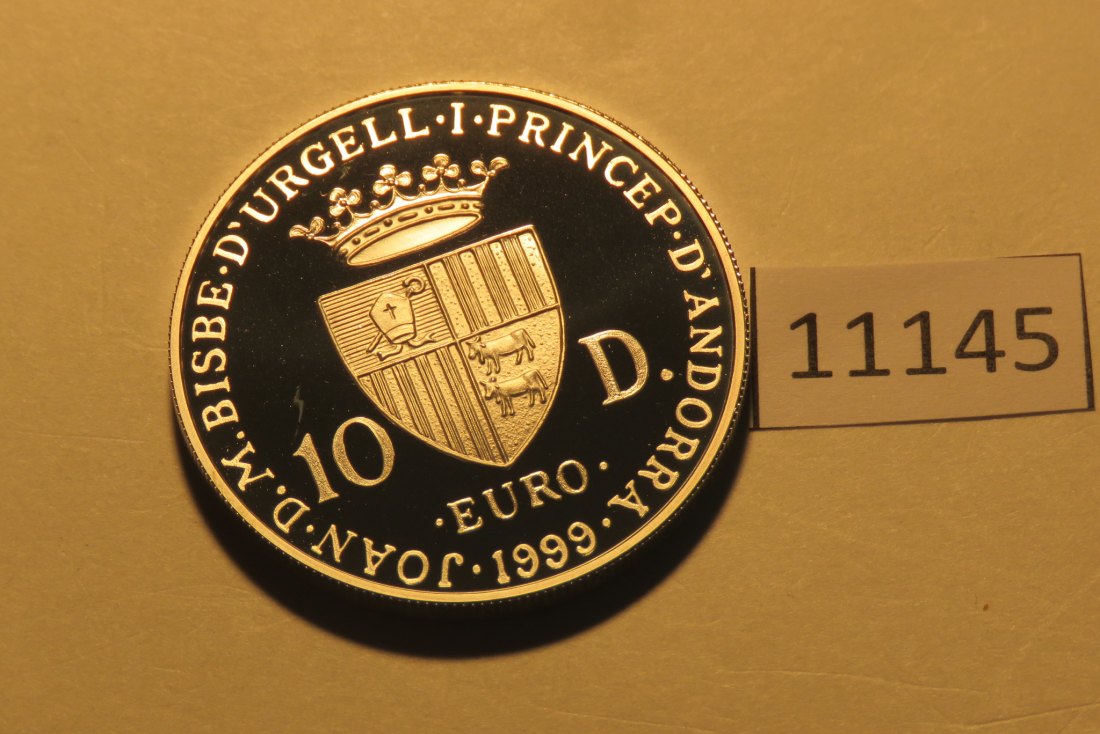 JOAN·D.M.BISBE·D'URGELL·I·PRINCEP·D'ANDORRA·1999·
10 D.
·EURO·
11145